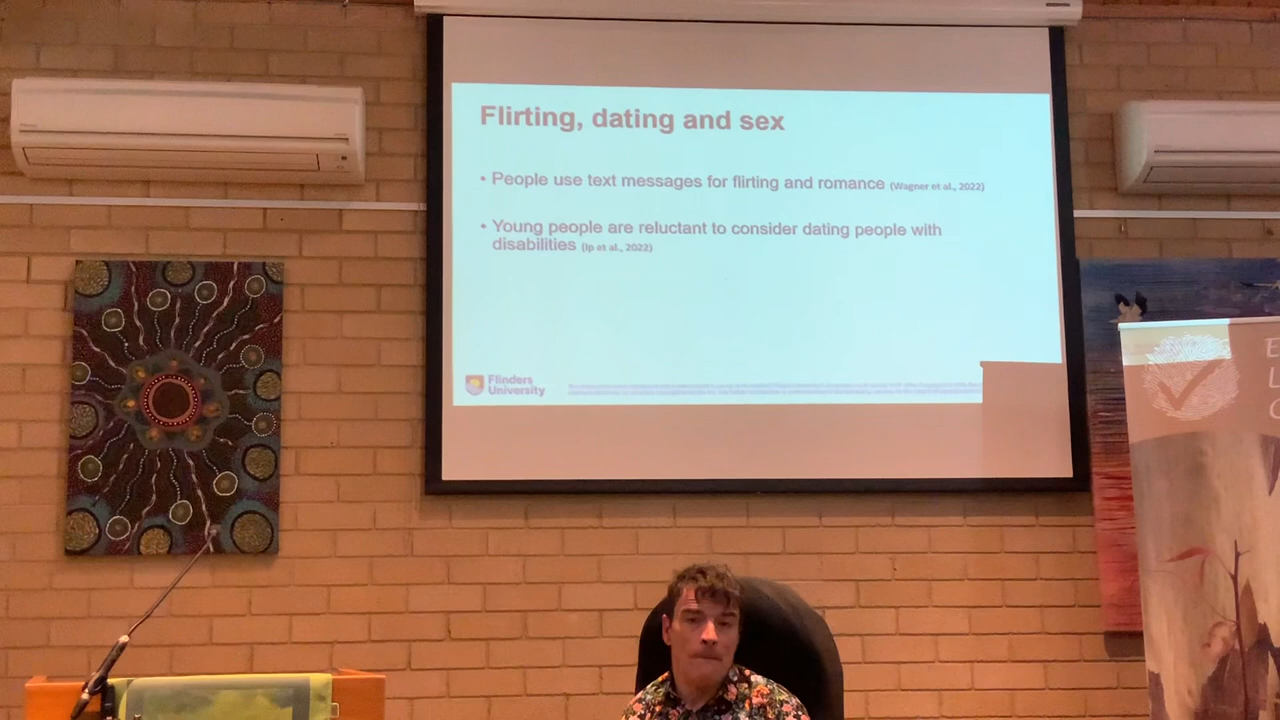 Flirting, dating and sex
• People use text messages for flirting and romance (Wagner et al., 2022)
• Young people are reluctant to consider dating people with
disabilities (Ip et al., 2022)
Flinders
University
E
L